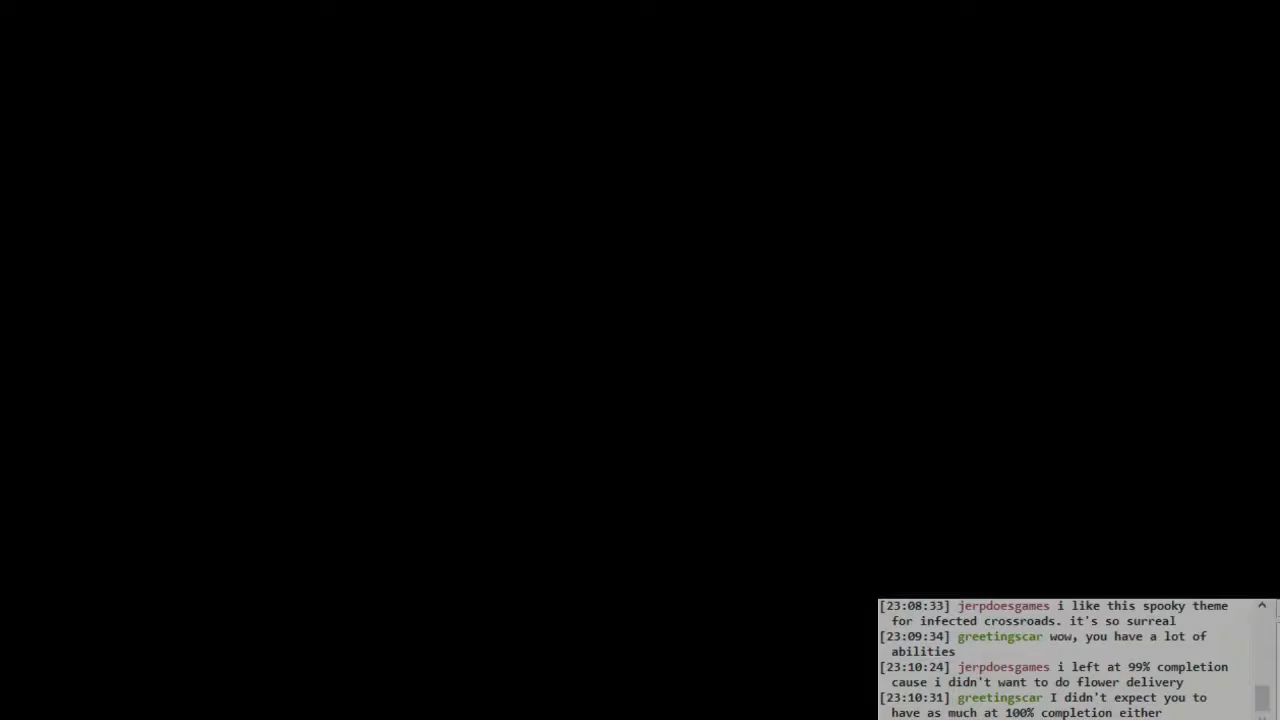 [23:08:33] jerpdoesgames i like this spooky theme
for infected crossroads. it's so surreal
[23:09:34] greetingscar wow, you have a lot of
abilities
[23:10:24] jerpdoesgames i left at 99% completion
cause i didn't want to do flower delivery
[23:10:31] greetingscar I didn't expect you to
have as much at 100% completion either